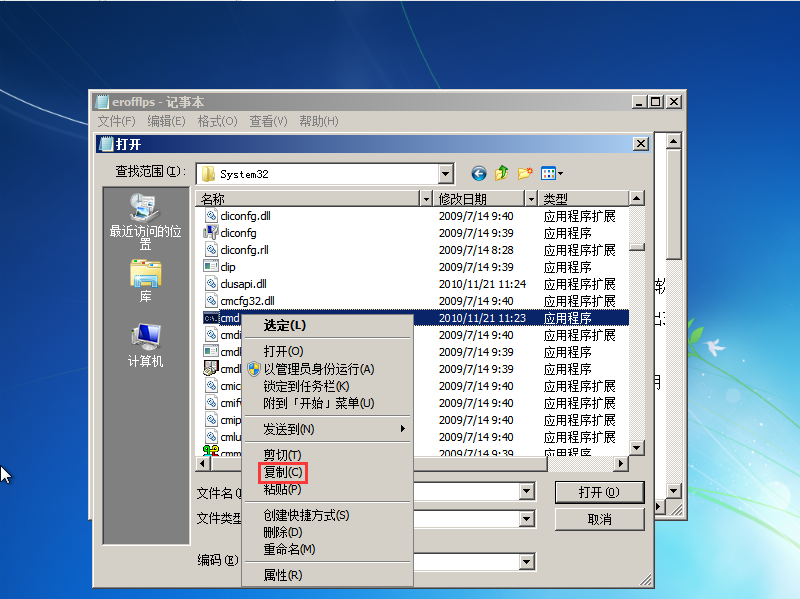 erofflps - 记事本
文件(F) 编辑(E) 格式(O) 查看(V) 帮助(H)
打开
查找范围(I): System32
名称 修改日期 类型
cliconfg.dll 2009/7/14 9:40 应用程序扩展
cliconfg 2009/7/14 9:39 应用程序
cliconfg.rll 2009/7/14 8:28 应用程序扩展
clip 2009/7/14 9:39 应用程序
clusapi.dll 2010/11/21 11:24 应用程序扩展
cmcfg32.dll 2009/7/14 9:40 应用程序扩展
cmd 2010/11/21 11:23 应用程序
cmdi 2009/7/14 9:40 应用程序扩展
cmdl 2009/7/14 9:39 应用程序
cmdl 2009/7/14 9:39 应用程序
cmic 2009/7/14 9:40 应用程序扩展
cmif 2009/7/14 9:40 应用程序扩展
cmip 2009/7/14 9:40 应用程序扩展
cmlu 2009/7/14 9:40 应用程序扩展
cmm 2009/7/14 9:39 应用程序
最近访问的位
置
库
计算机
选定(L)
打开(O)
以管理员身份运行(A)
锁定到任务栏(K)
附到「开始」菜单(U)
发送到(N)
剪切(T)
复制(C)
粘贴(P)
创建快捷方式(S)
删除(D)
重命名(M)
属性(R)
文件名
文件类型
编码(E)
打开(O)
取消